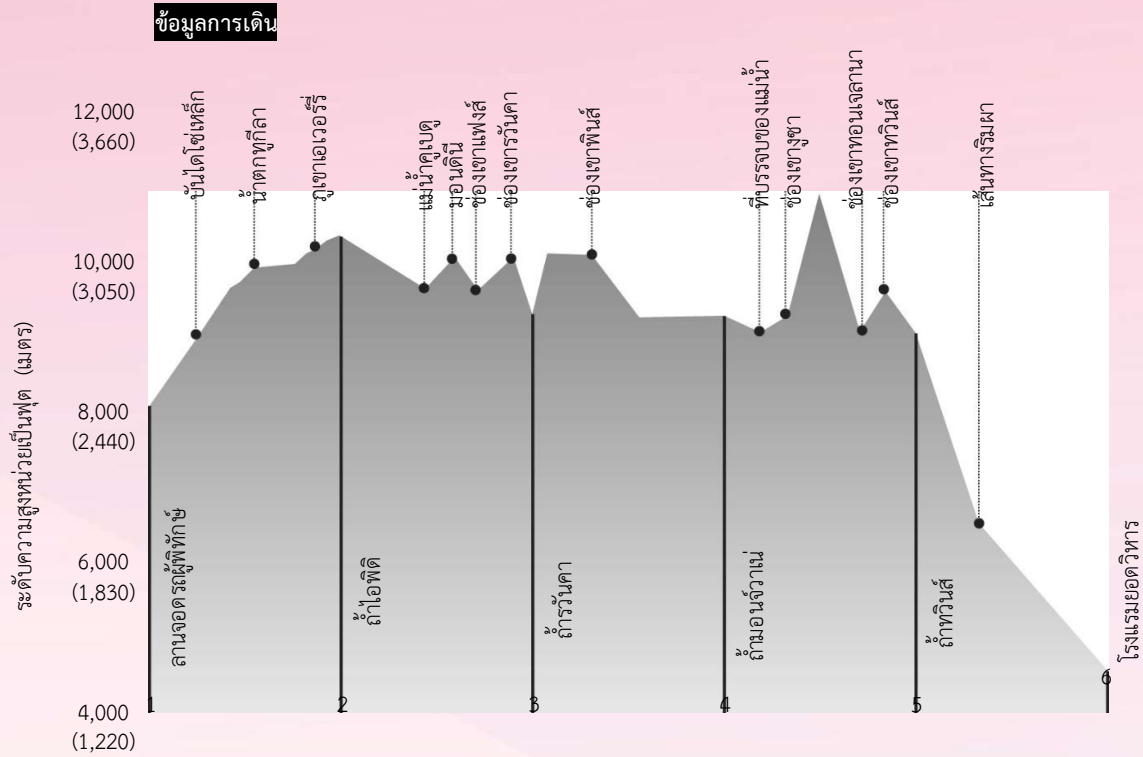 ข้อมูลการเดิน
ระดับความสูงหน่วยเป็นฟุต (เมตร)
12,000
(3,660)
10,000
(3,050)
8,000
(2,440)
6,000
(1,830)
4,000
(1,220)
บันไดโซ่เหล็ก
น้ำตกทูกีลา
ภูเขาเอเวอร์รี
แม่น้ำคูเบดู
มอนดินี
ช่องเขาแฟงส์
ช่องเขารวันคา
ช่องเขาพินส์
ที่บรรจบของแม่น้ำ
ช่องเขางูซา
ช่องเขาทอนเจลานา
ช่องเขาทวินส์
เส้นทางริมผา
ลานจอดรถผู้พิทักษ์
ถ้ำไอพิดิ
ถ้ำรวันคา
ถ้ำมอนจ์วาเน่
ถ้ำทวินส์
โรงแรมยอดวิหาร
1
2
3
4
5
6